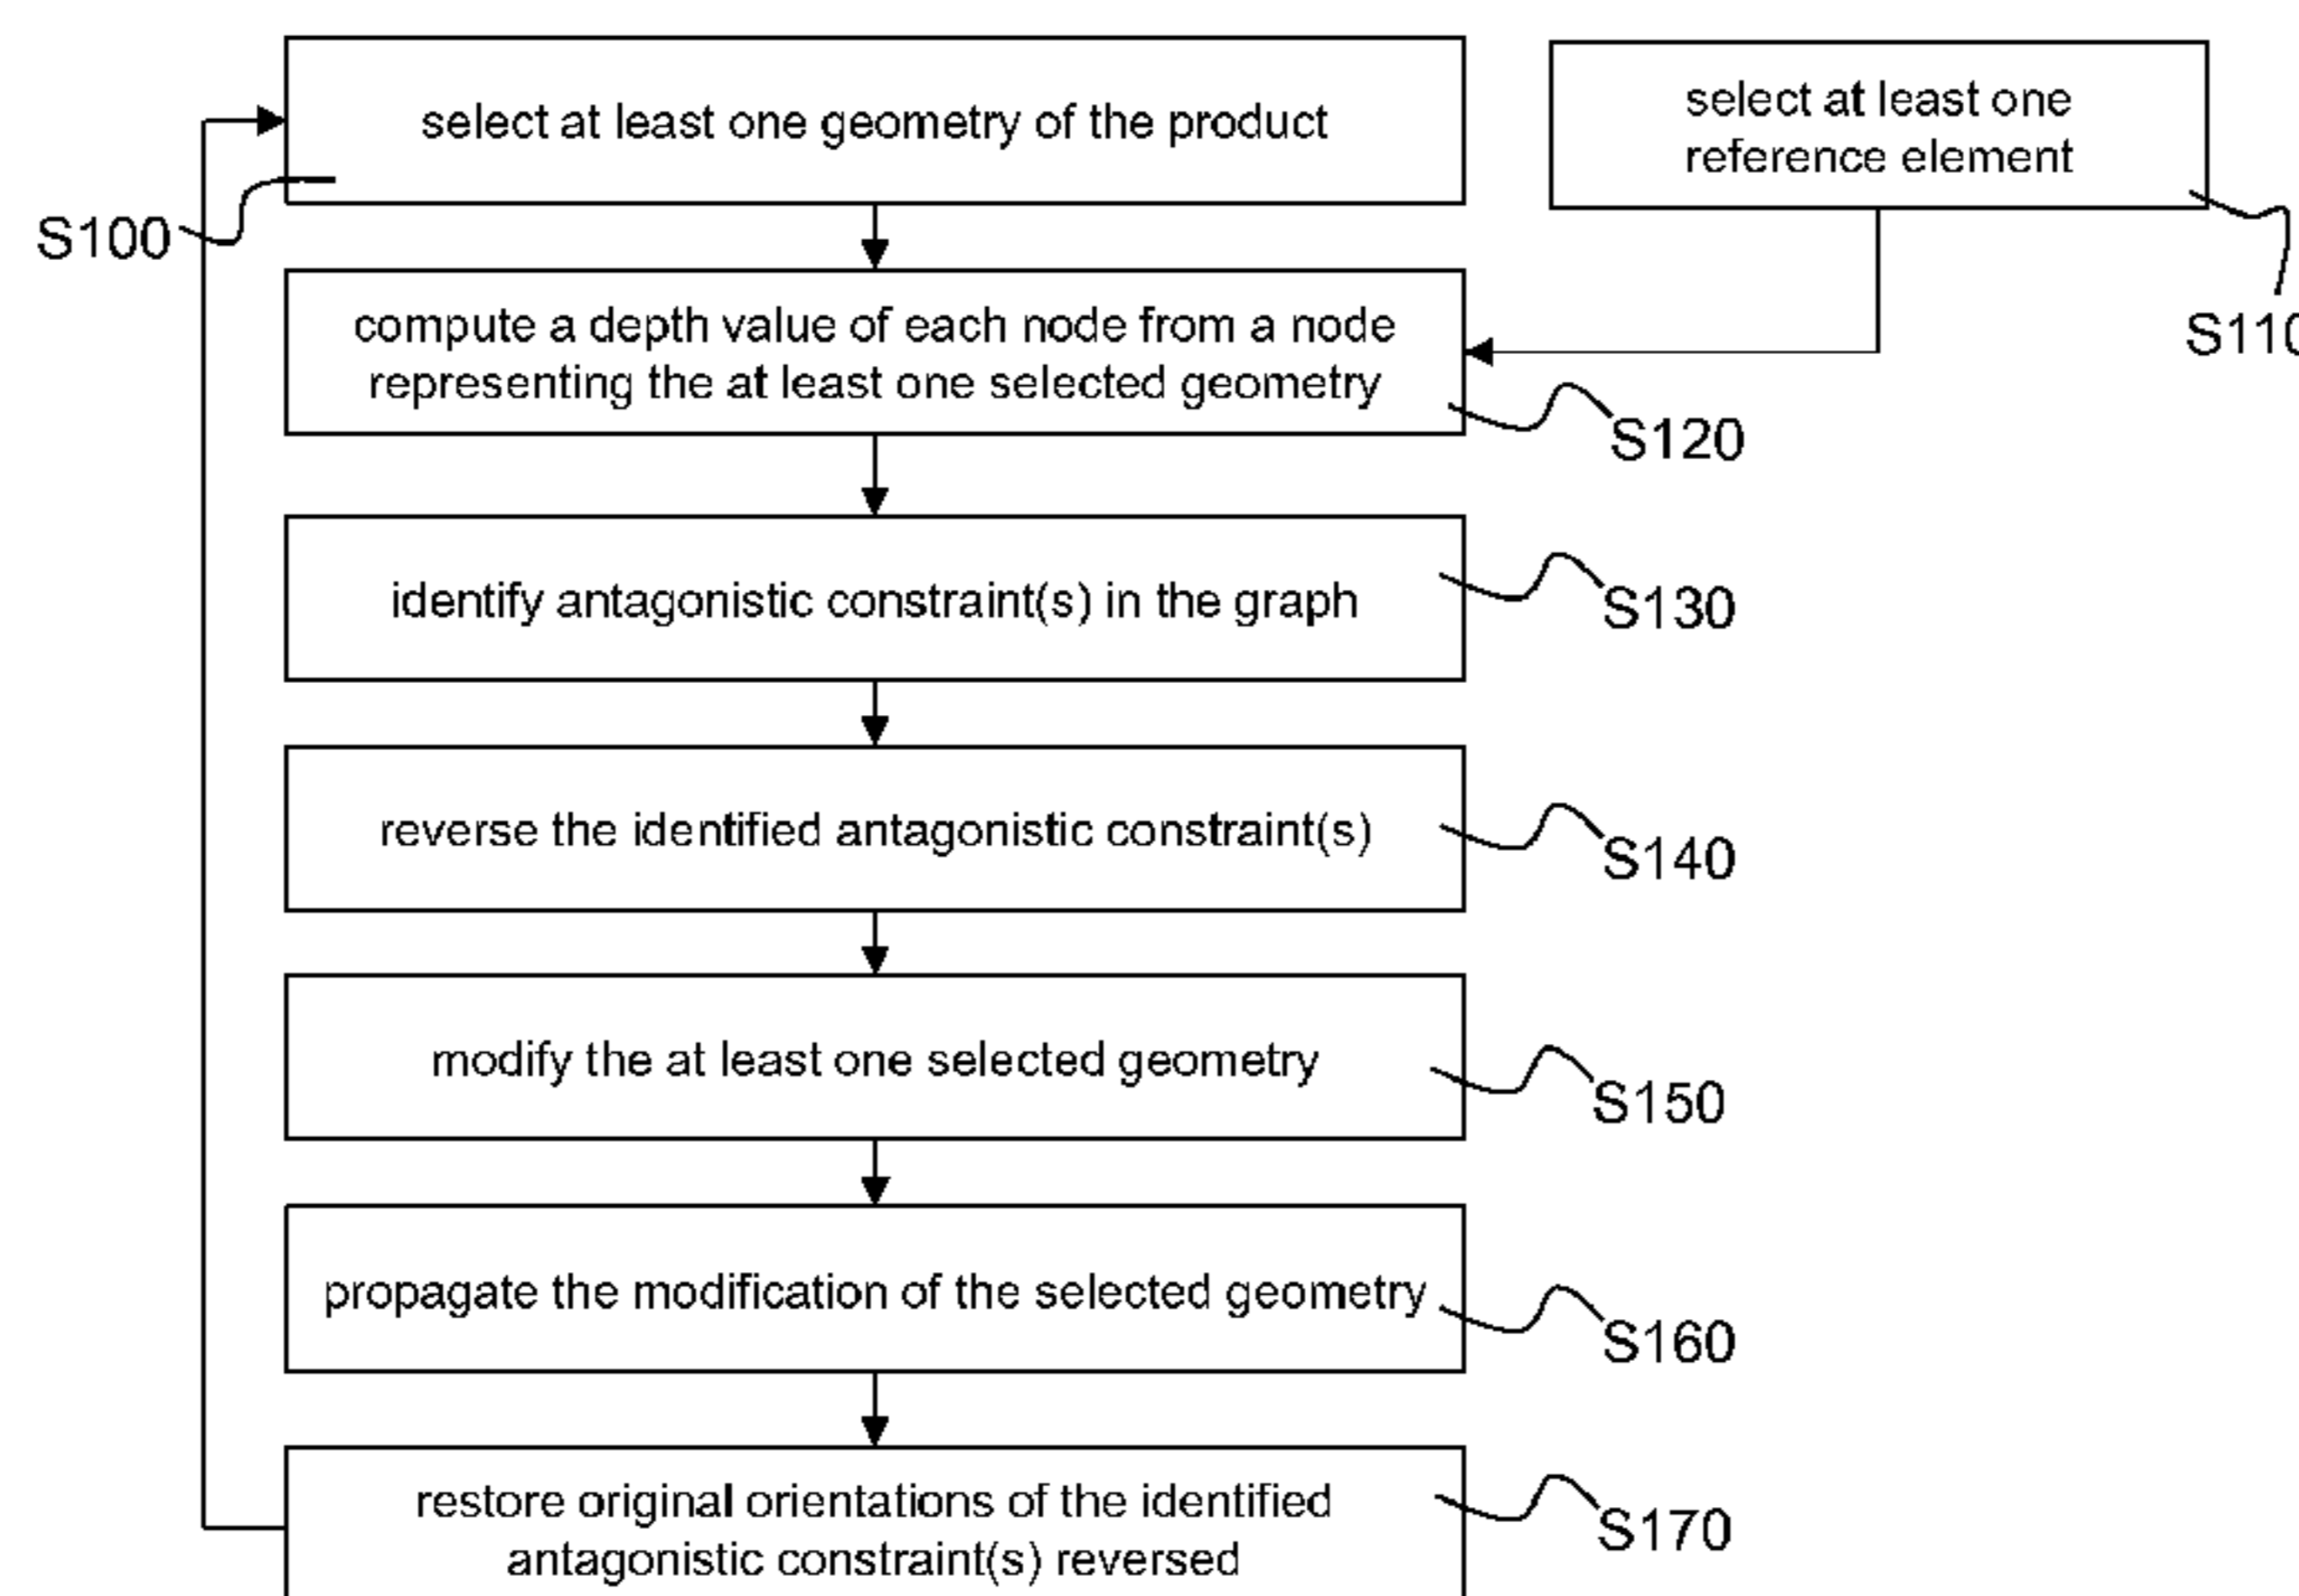 select at least one geometry of the product
S100
select at least one
reference element
S110
compute a depth value of each node from a node
representing the at least one selected geometry
S120
identify antagonistic constraint(s) in the graph
S130
reverse the identified antagonistic constraint(s)
S140
modify the at least one selected geometry
S150
propagate the modification of the selected geometry
S160
restore original orientations of the identified
antagonistic constraint(s) reversed
S170